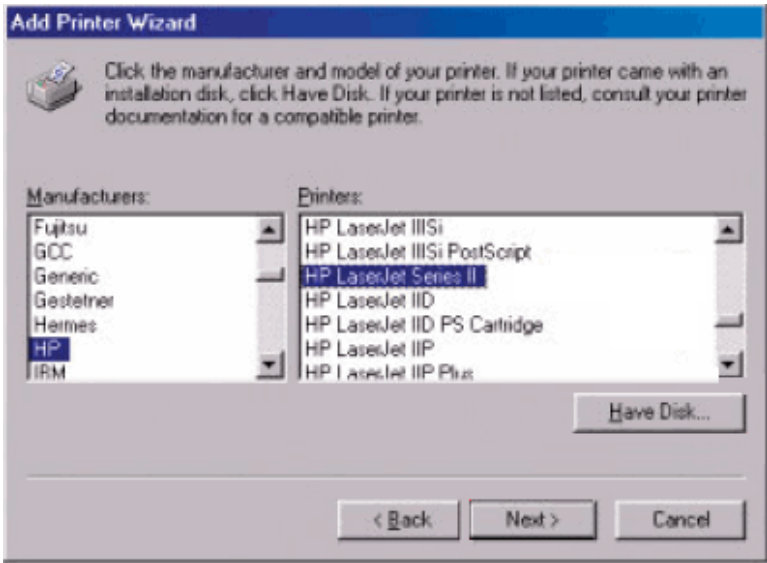 Add Printer Wizard
Click the manufacturer and model of your printer. If your printer came with an
installation disk, click Have Disk. If your printer is not listed, consult your printer
documentation for a compatible printer.
Manufacturers:
Fujitsu
GCC
Generic
Gestetner
Hermes
HP
IBM
Printers:
HP LaserJet IIISi
HP LaserJet IIISi PostScript
HP LaserJet Series II
HP LaserJet IID
HP LaserJet IID PS Cartridge
HP LaserJet IIP
HP LaserJet IIP Plus
Have Disk...
< Back
Next >
Cancel